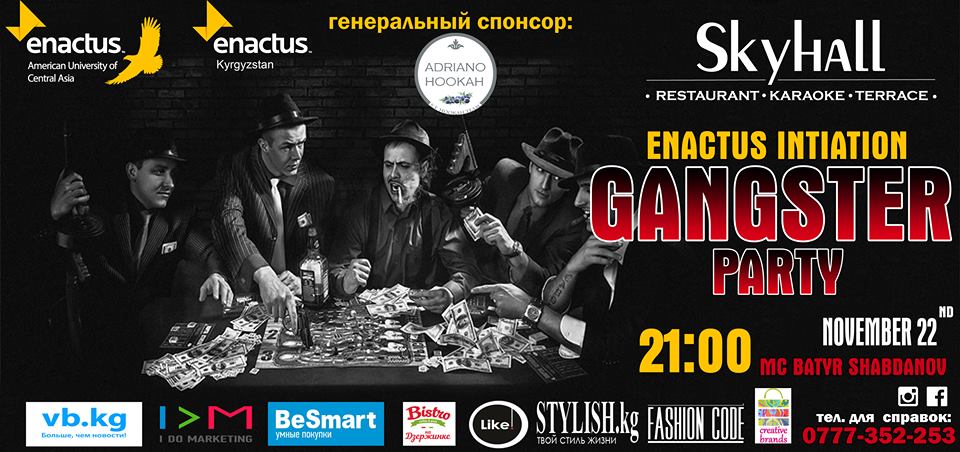 enactus
American University of
Central Asia
enactus
Kyrgyzstan
генеральный спонсор:
ADRIANO
HOOKAH
SkyHall
• RESTAURANT • KARAOKE • TERRACE •
ENACTUS INTIATION
GANGSTER
PARTY
21:00
NOVEMBER 22ND
MC BATYR SHABDANOV
vb.kg
Больше, чем новости!
I>M
I DO MARKETING
BeSmart
умные покупки
Bistro
на
Дзержинке
Like!
STYLISH.kg
ТВОЙ СТИЛЬ ЖИЗНИ
FASHION CODE
creative
brands
тел. для справок:
0777-352-253